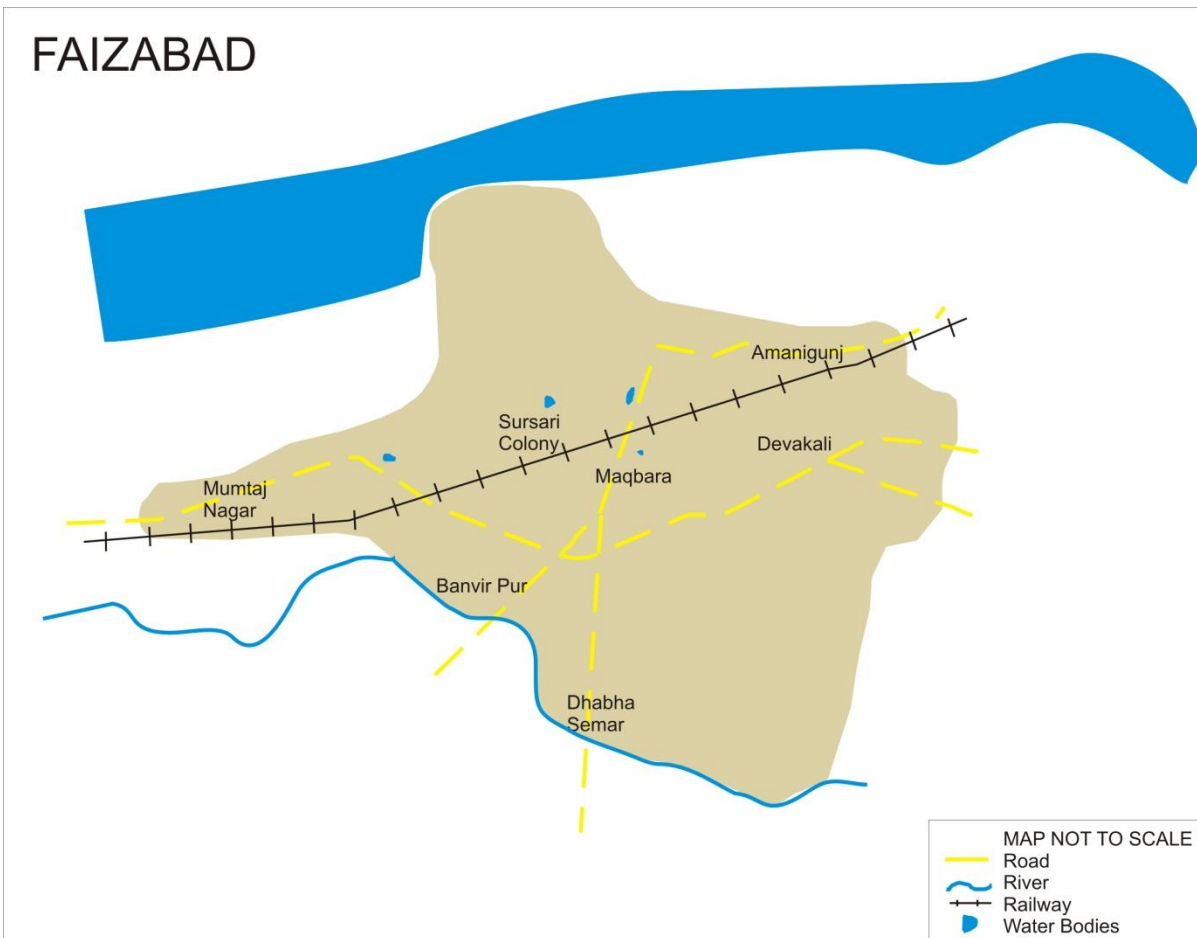 FAIZABAD
Amanigunj
Sursari
Colony
Devakali
Maqbara
Mumtaj
Nagar
Banvir Pur
Dhabha
Semar
MAP NOT TO SCALE
Road
River
Railway
Water Bodies